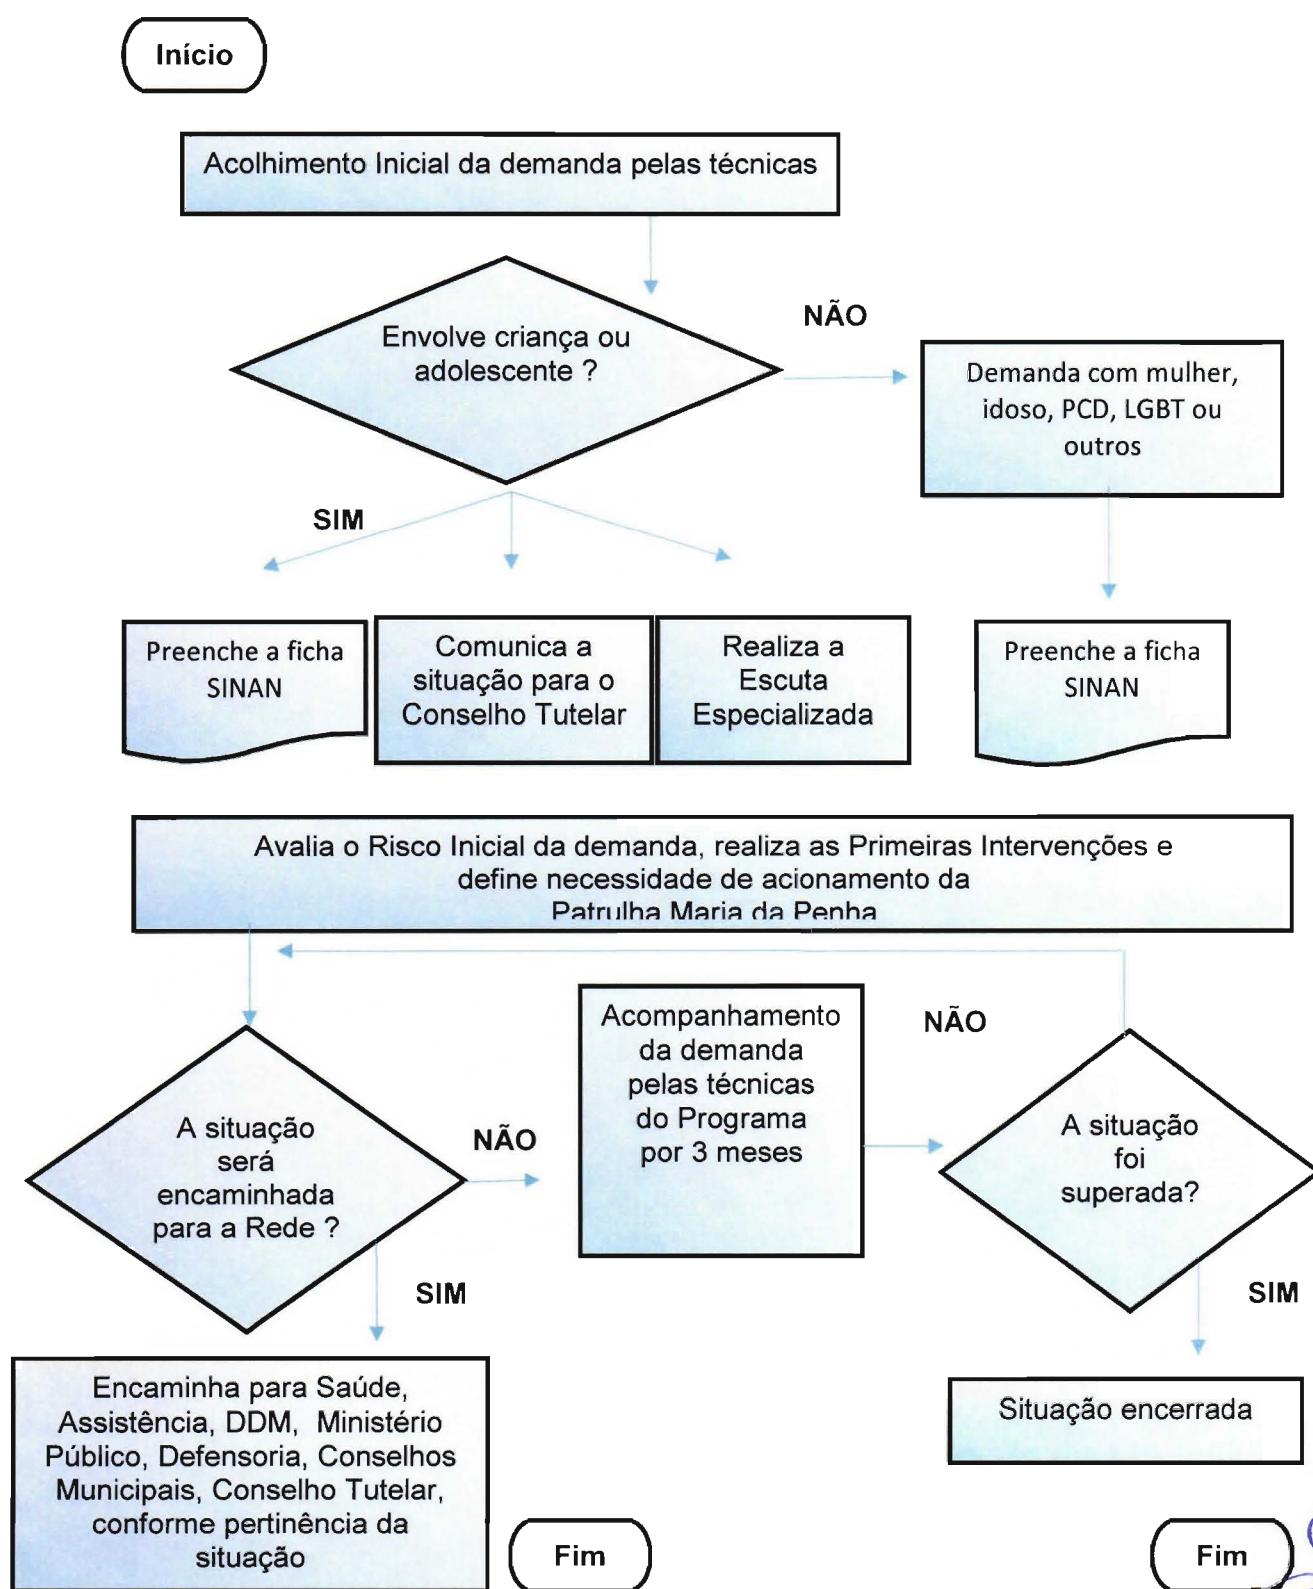 Início
Acolhimento Inicial da demanda pelas técnicas
Envolve criança ou
adolescente ?
NÃO
Demanda com mulher,
idoso, PCD, LGBT ou
outros
SIM
Preenche a ficha
SINAN
Comunica a
situação para o
Conselho Tutelar
Realiza a
Escuta
Especializada
Preenche a ficha
SINAN
Avalia o Risco Inicial da demanda, realiza as Primeiras Intervenções e
define necessidade de acionamento da
Patrulha Maria da Penha
A situação
será
encaminhada
para a Rede ?
NÃO
Acompanhamento
da demanda
pelas técnicas
do Programa
por 3 meses
NÃO
A situação
foi
superada?
SIM
SIM
Encaminha para Saúde,
Assistência, DDM, Ministério
Público, Defensoria, Conselhos
Municipais, Conselho Tutelar,
conforme pertinência da
situação
Situação encerrada
Fim
Fim